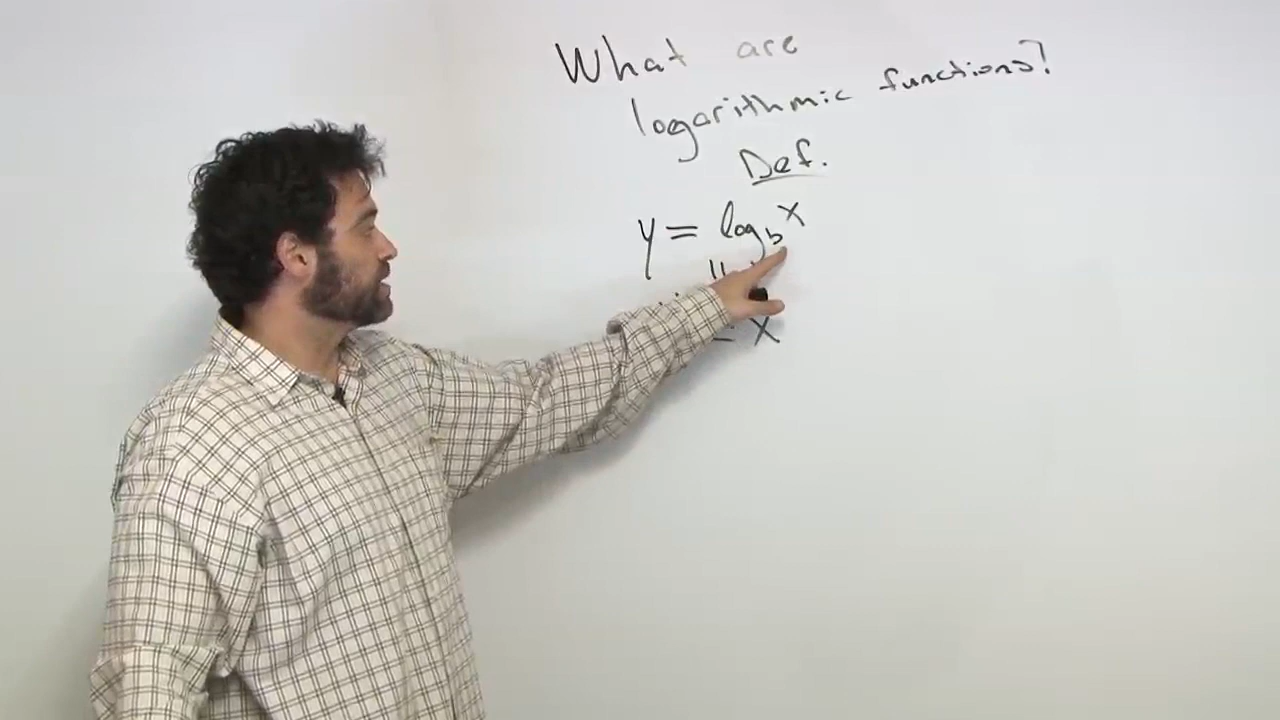 What are
logarithmic functions?
Def.
y = log_b x
= x